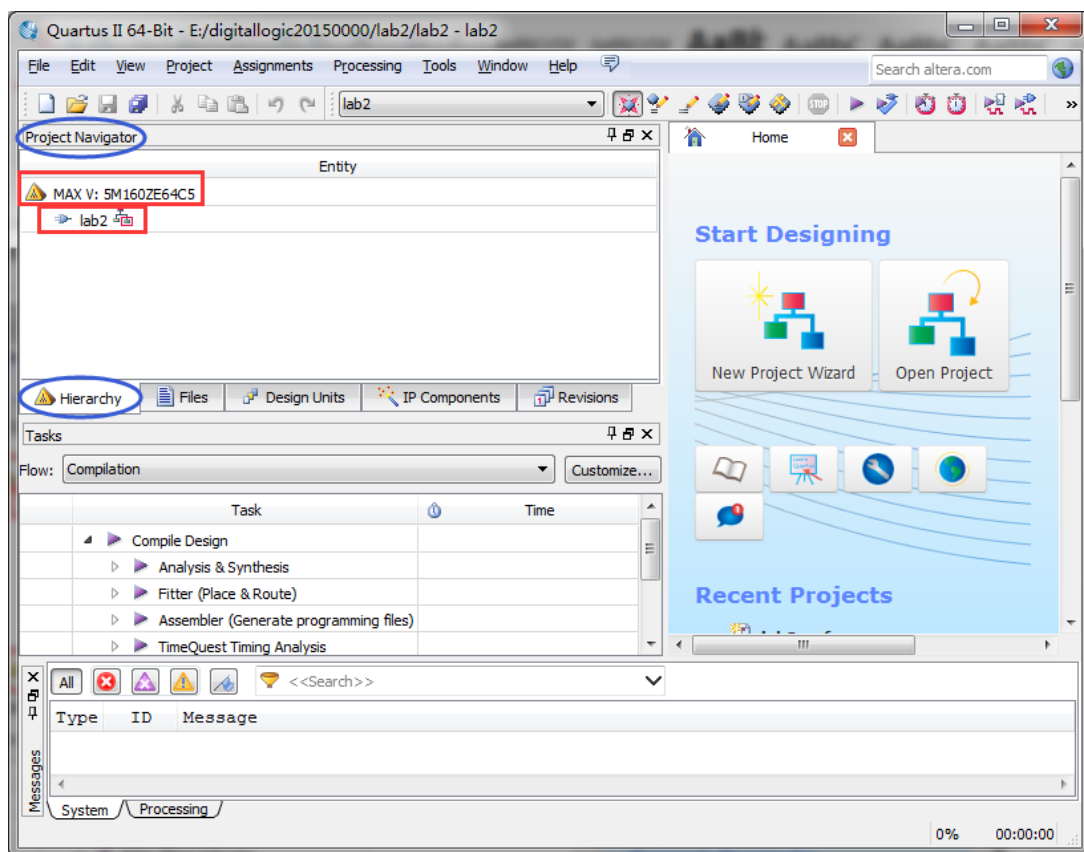 Quartus II 64-Bit - E:/digitallogic20150000/lab2/lab2 - lab2
File Edit View Project Assignments Processing Tools Window Help Search altera.com
lab2 STOP »
Project Navigator
Home
Entity
MAX V: 5M160ZE64C5
lab2
Start Designing
New Project Wizard Open Project
Hierarchy Files Design Units IP Components Revisions
Tasks
Flow: Compilation Customize...
Task Time
Compile Design
Analysis & Synthesis
Fitter (Place & Route)
Assembler (Generate programming files)
TimeQuest Timing Analysis
Recent Projects
All <<Search>>
Type ID Message
Messages
System Processing
0% 00:00:00